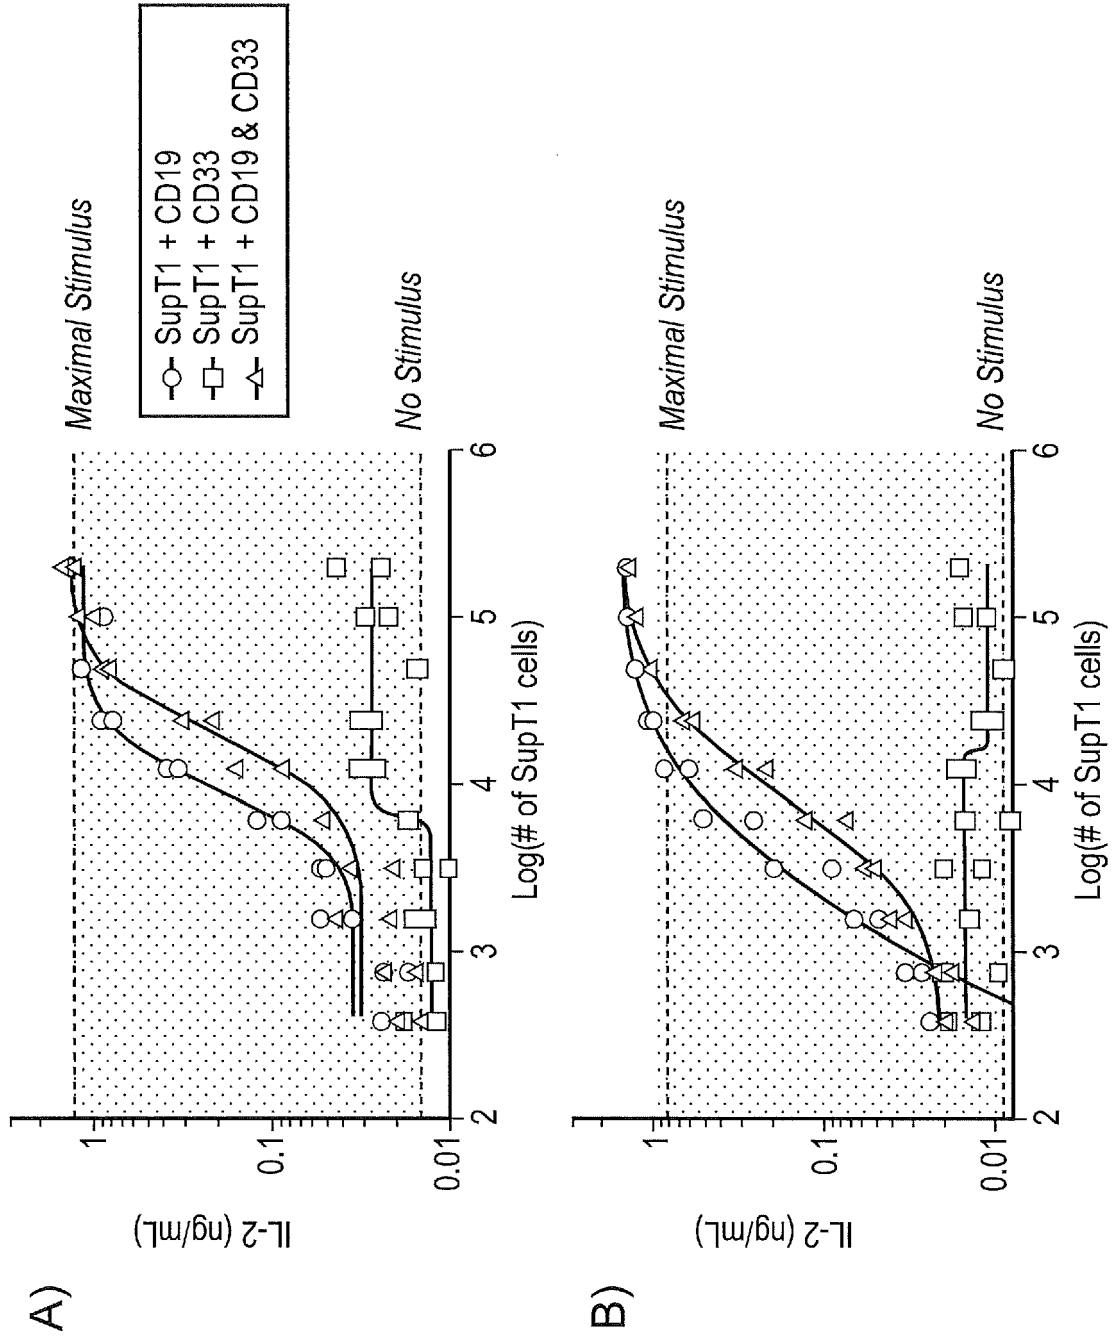 A)
IL-2 (ng/mL)
1
0.1
0.01
2
3
4
5
6
Log(# of SupT1 cells)
Maximal Stimulus
No Stimulus
SupT1 + CD19
SupT1 + CD33
SupT1 + CD19 & CD33
B)
IL-2 (ng/mL)
1
0.1
0.01
2
3
4
5
6
Log(# of SupT1 cells)
Maximal Stimulus
No Stimulus